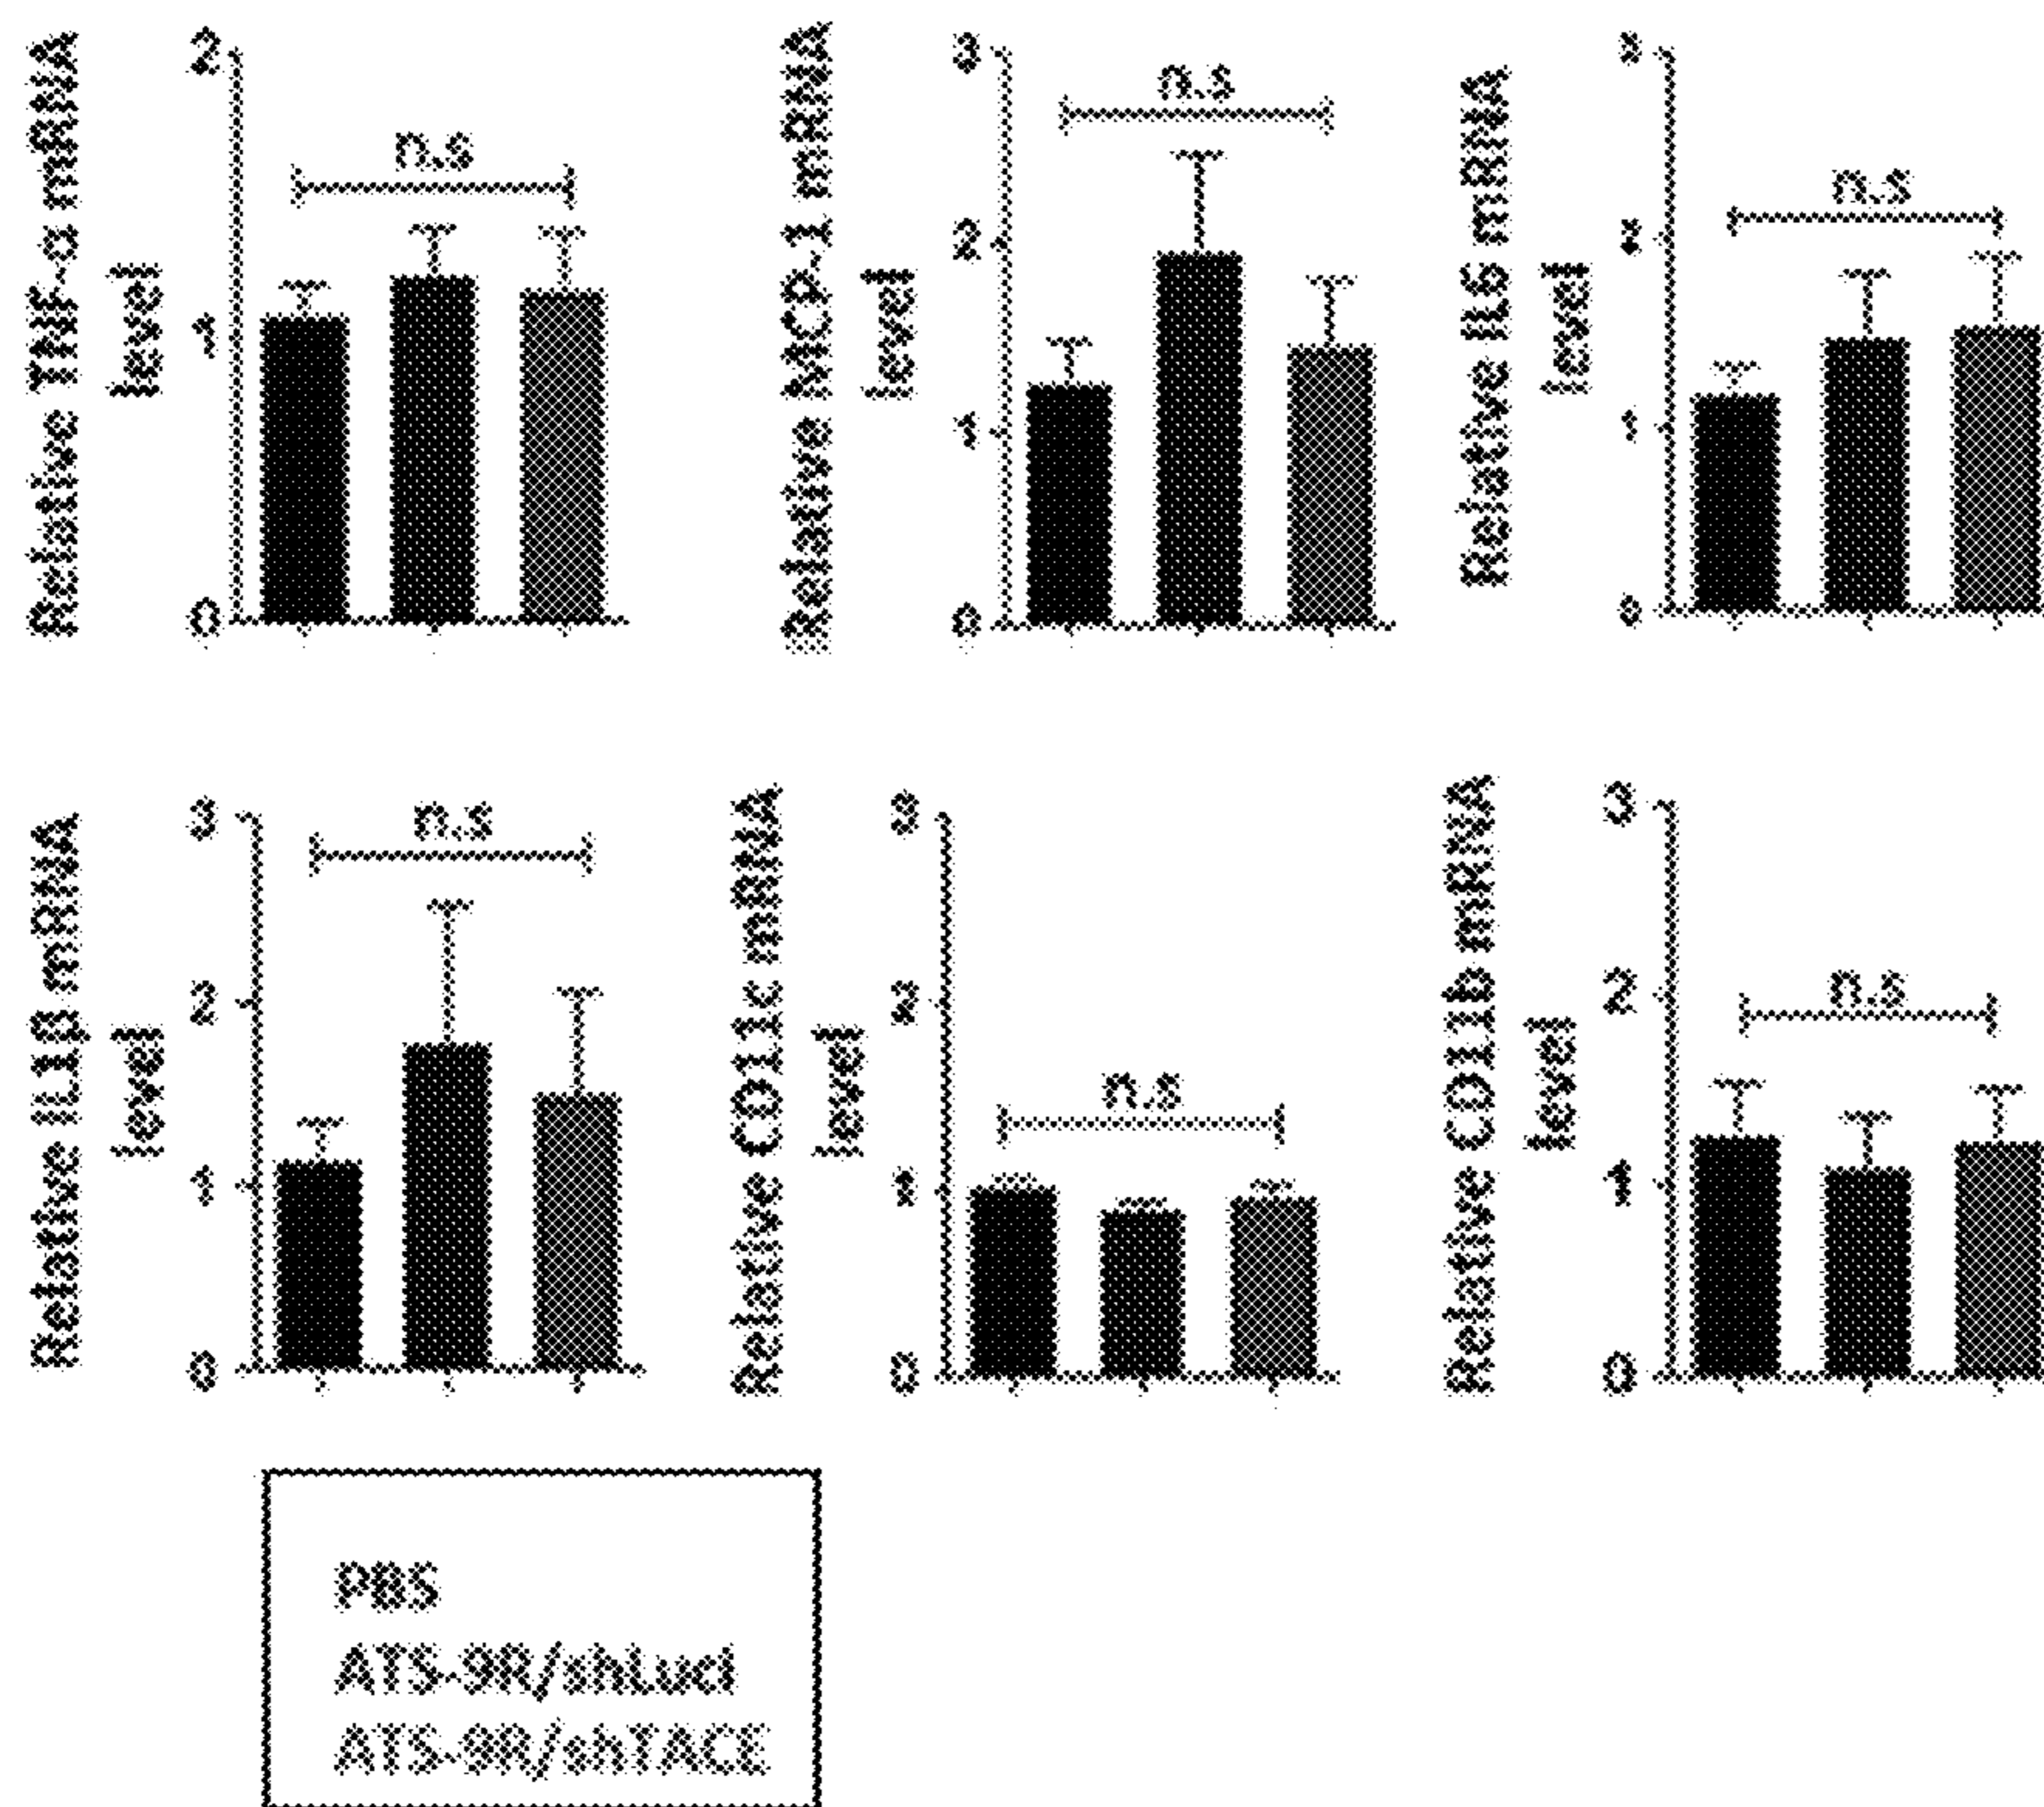 Relative TNF-α mRNA
level
2
1
0
n.s
Relative MCP-1 mRNA
level
3
2
1
0
n.s
Relative IL6 mRNA
level
3
2
1
0
n.s
Relative IL1β mRNA
level
3
2
1
0
n.s
Relative CD11c mRNA
level
3
2
1
0
n.s
Relative CD11b mRNA
level
3
2
1
0
n.s
PBS
ATS-9R/shLuci
ATS-9R/shTACE